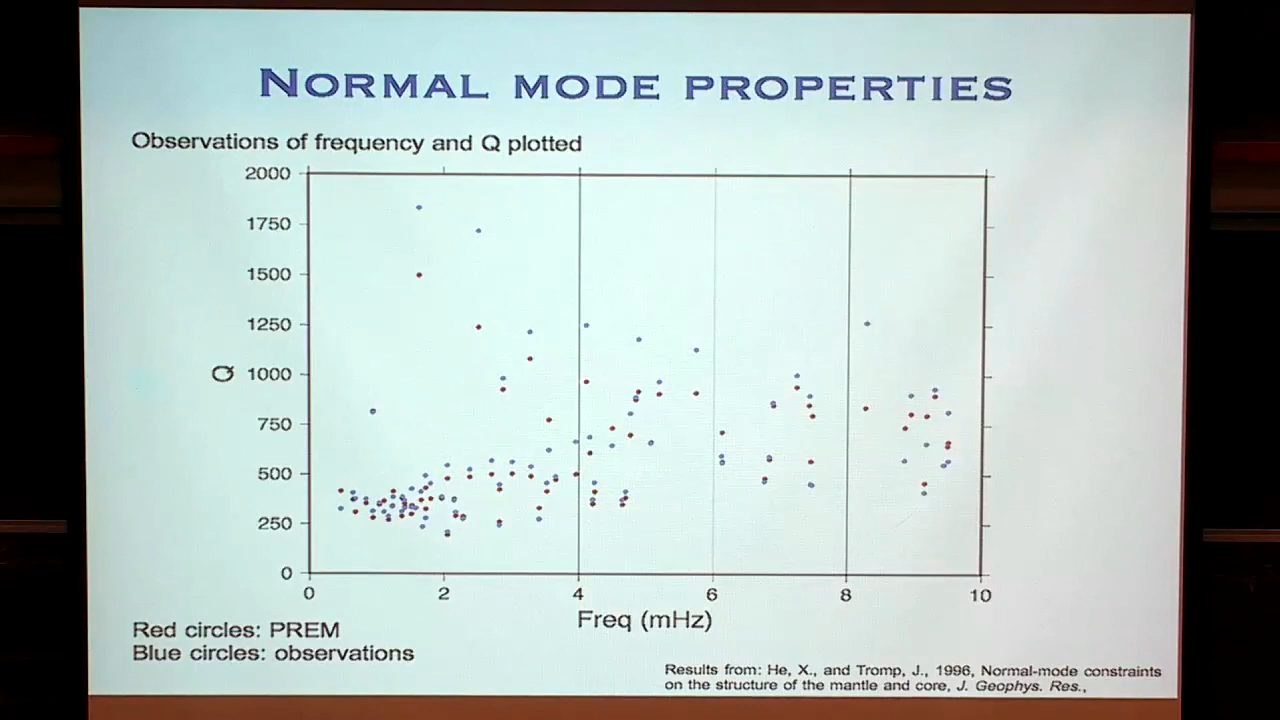 NORMAL MODE PROPERTIES
Observations of frequency and Q plotted
2000
1750
1500
1250
Q 1000
750
500
250
0
0 2 4 6 8 10
Freq (mHz)
Red circles: PREM
Blue circles: observations
Results from: He, X., and Tromp, J., 1996, Normal-mode constraints
on the structure of the mantle and core, J. Geophys. Res.,